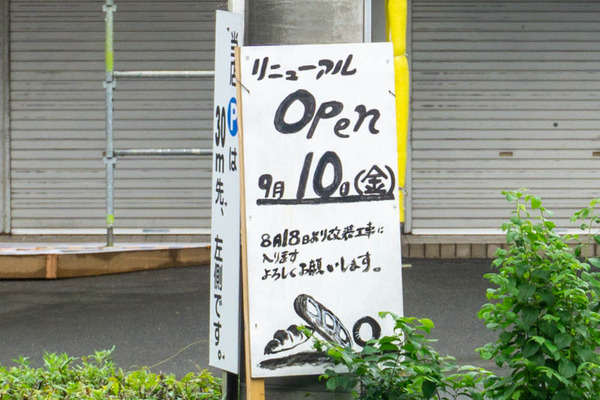 当店Pは
30m先、左側です。
リニューアル
OPen
9月10日(金)
8月18日より改装工事に
入ります
よろしくお願いします。